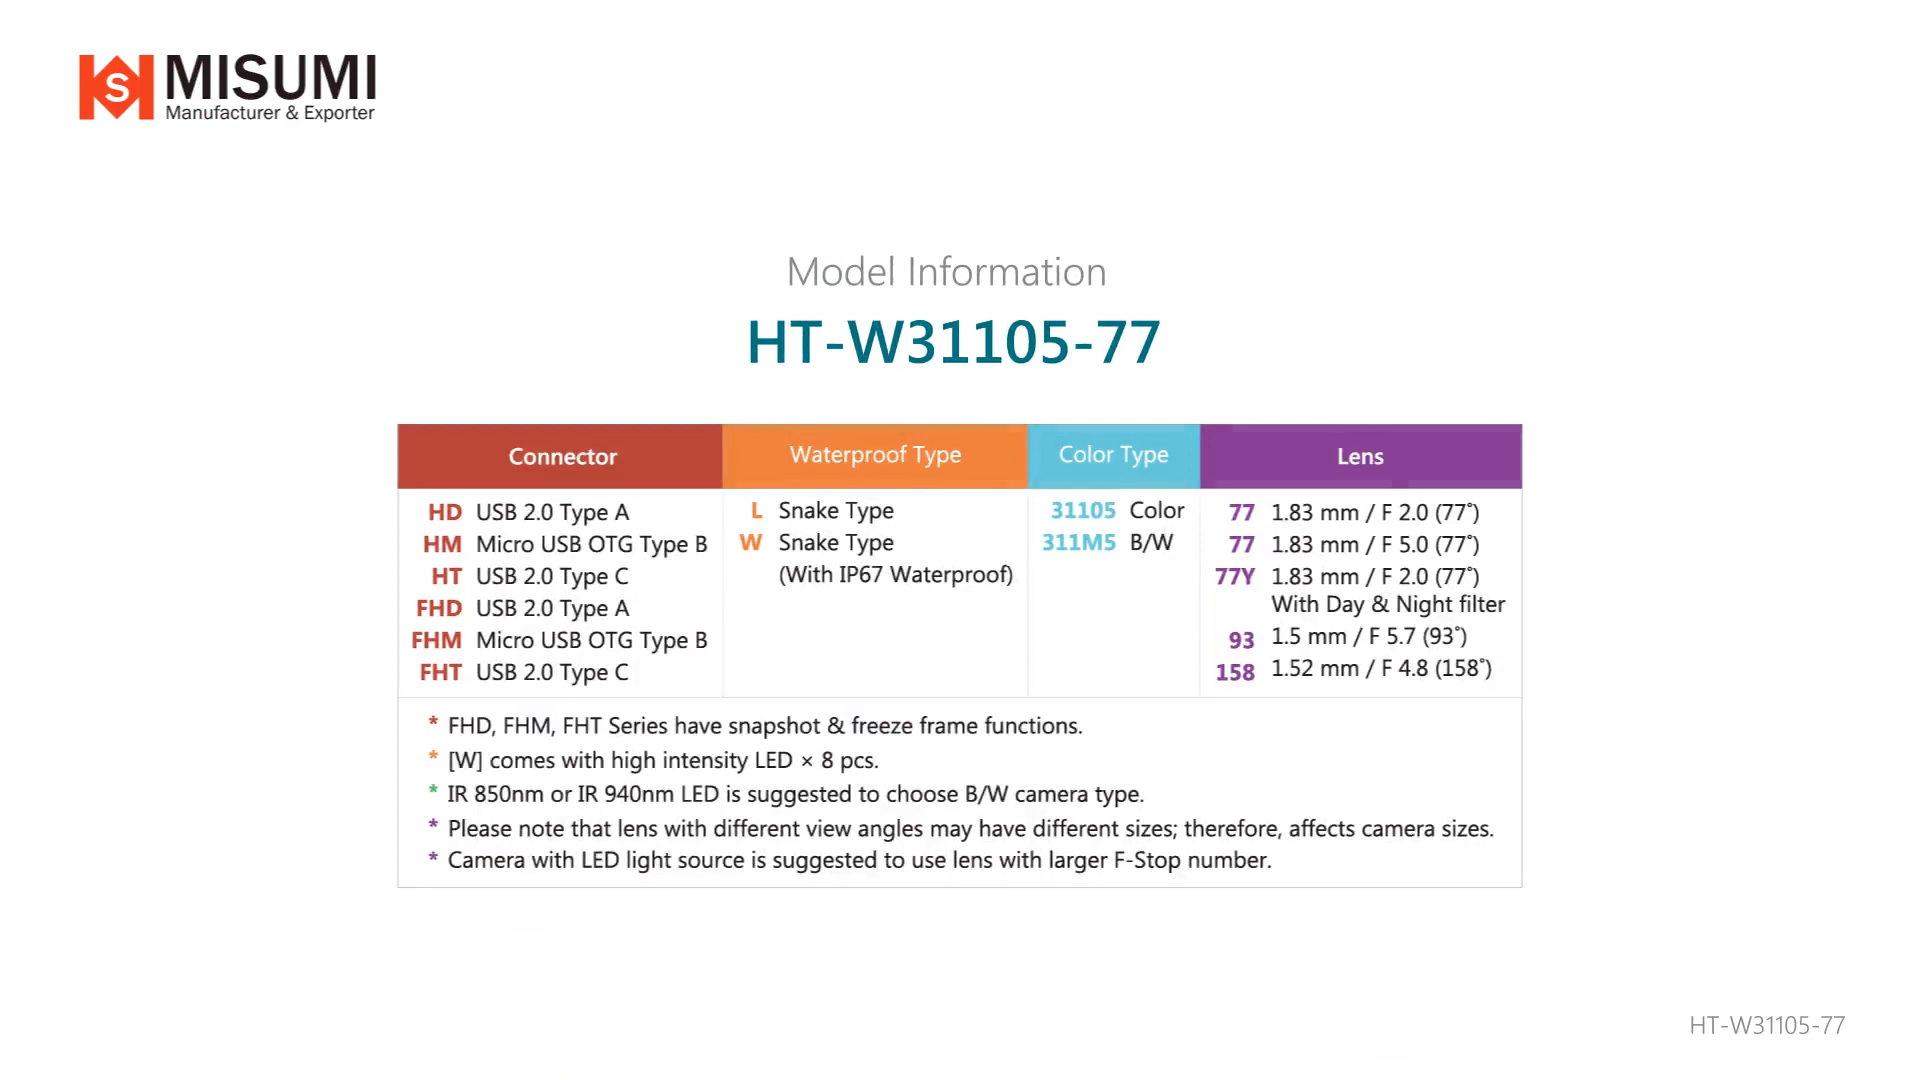 S MISUMI
Manufacturer & Exporter
Model Information
HT-W31105-77
Connector Waterproof Type Color Type Lens
HD USB 2.0 Type A
HM Micro USB OTG Type B
HT USB 2.0 Type C
FHD USB 2.0 Type A
FHM Micro USB OTG Type B
FHT USB 2.0 Type C
L Snake Type
W Snake Type
(With IP67 Waterproof)
31105 Color
311M5 B/W
77 1.83 mm / F 2.0 (77˚)
77 1.83 mm / F 5.0 (77˚)
77Y 1.83 mm / F 2.0 (77˚)
With Day & Night filter
93 1.5 mm / F 5.7 (93˚)
158 1.52 mm / F 4.8 (158˚)
* FHD, FHM, FHT Series have snapshot & freeze frame functions.
* [W] comes with high intensity LED × 8 pcs.
* IR 850nm or IR 940nm LED is suggested to choose B/W camera type.
* Please note that lens with different view angles may have different sizes; therefore, affects camera sizes.
* Camera with LED light source is suggested to use lens with larger F-Stop number.
HT-W31105-77